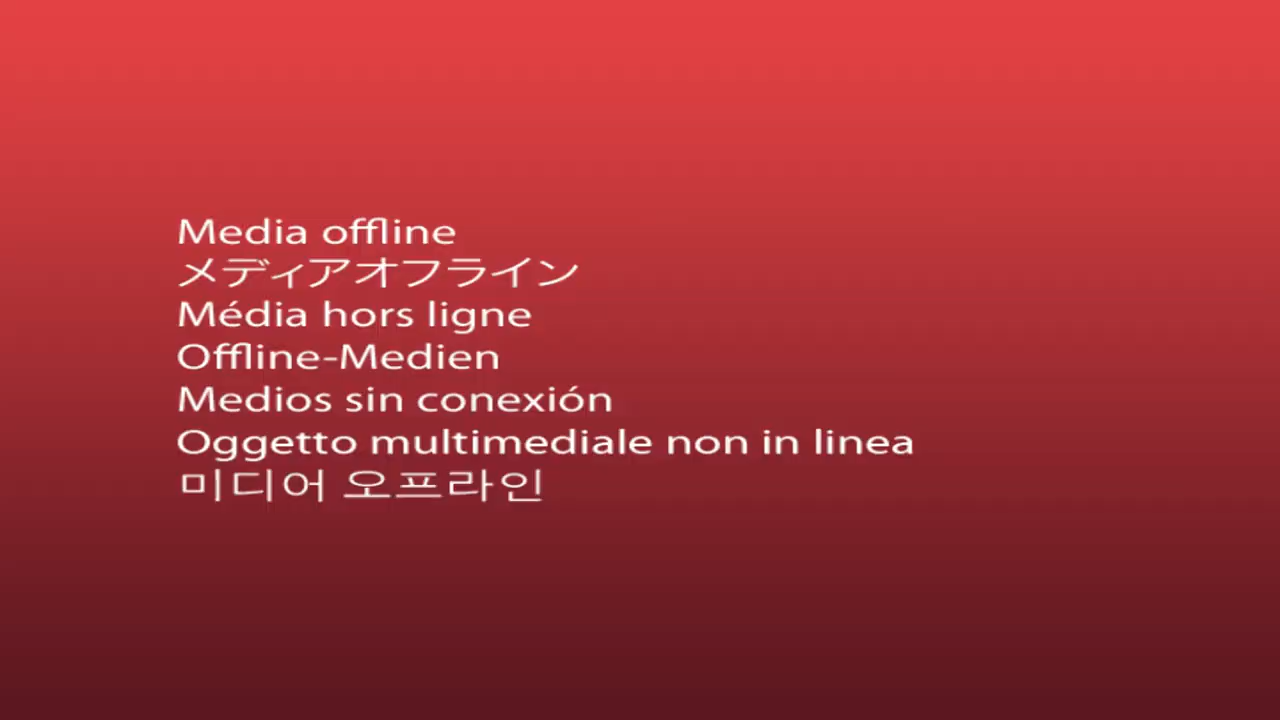 Media offline
メディアオフライン
Média hors ligne
Offline-Medien
Medios sin conexión
Oggetto multimediale non in linea
미디어 오프라인